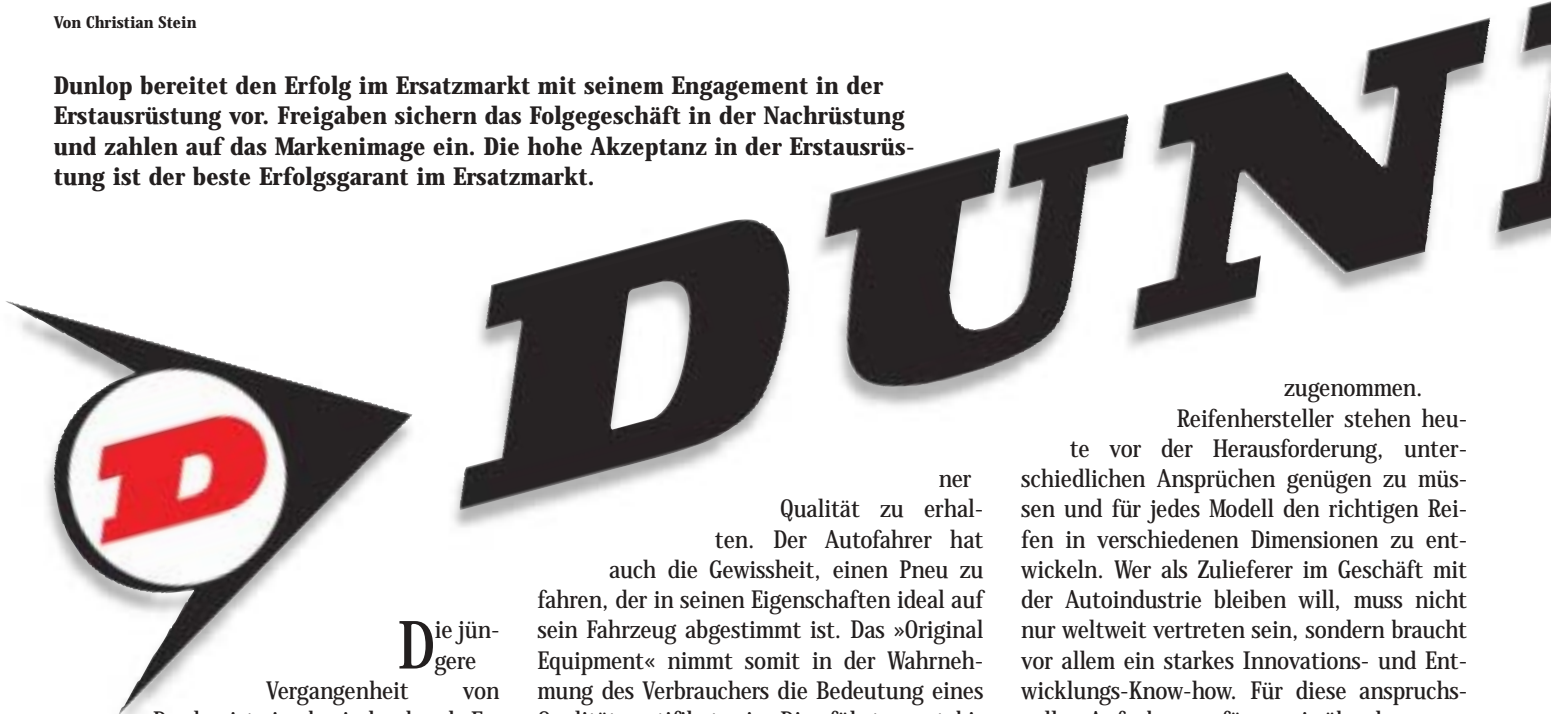 Von Christian Stein
Dunlop bereitet den Erfolg im Ersatzmarkt mit seinem Engagement in der
Erstausrüstung vor. Freigaben sichern das Folgegeschäft in der Nachrüstung
und zahlen auf das Markenimage ein. Die hohe Akzeptanz in der Erstausrüs-
tung ist der beste Erfolgsgarant im Ersatzmarkt.
DUN
D
Die jün-
gere
Vergangenheit von
ner
Qualität zu erhal-
ten. Der Autofahrer hat
auch die Gewissheit, einen Pneu zu
fahren, der in seinen Eigenschaften ideal auf
sein Fahrzeug abgestimmt ist. Das »Original
Equipment« nimmt somit in der Wahrneh-
mung des Verbrauchers die Bedeutung eines
zugenommen.
Reifenhersteller stehen heu-
te vor der Herausforderung, unter-
schiedlichen Ansprüchen genügen zu müs-
sen und für jedes Modell den richtigen Rei-
fen in verschiedenen Dimensionen zu ent-
wickeln. Wer als Zulieferer im Geschäft mit
der Autoindustrie bleiben will, muss nicht
nur weltweit vertreten sein, sondern braucht
vor allem ein starkes Innovations- und Ent-
wicklungs-Know-how. Für diese anspruchs-